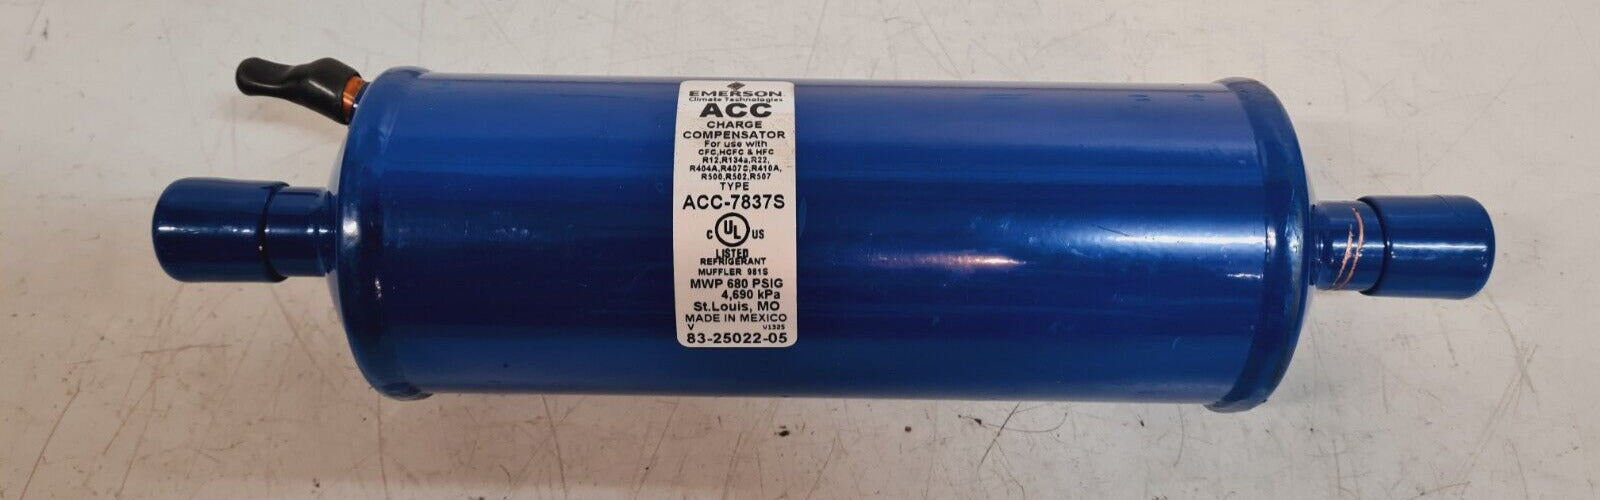 EMERSON
Climate Technologies
ACC
CHARGE
COMPENSATOR
For use with
CFC,HCFC & HFC
R12,R134a,R22,
R404A,R407C,R410A,
R500,R502,R507
TYPE
ACC-7837S
C UL US
LISTED
REFRIGERANT
MUFFLER 981S
MWP 680 PSIG
4,690 kPa
St.Louis, MO
MADE IN MEXICO
V V1325
83-25022-05